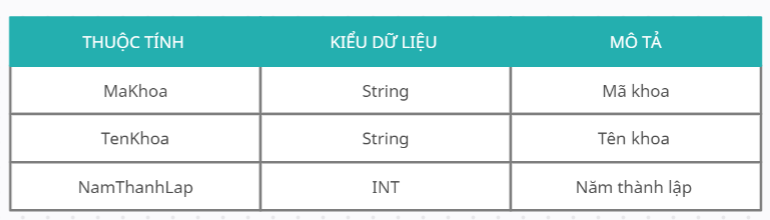 THUỘC TÍNH KIỂU DỮ LIỆU MÔ TẢ
MaKhoa String Mã khoa
TenKhoa String Tên khoa
NamThanhLap INT Năm thành lập